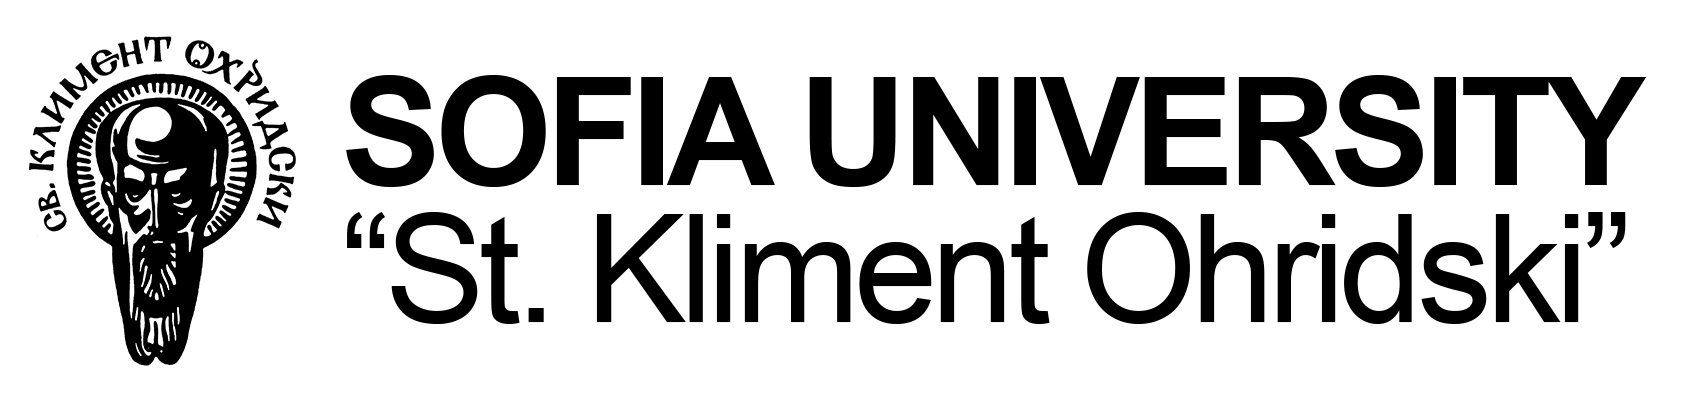 СВ. КЛИМЕНТ ОХРИДСКИ
SOFIA UNIVERSITY
“St. Kliment Ohridski”